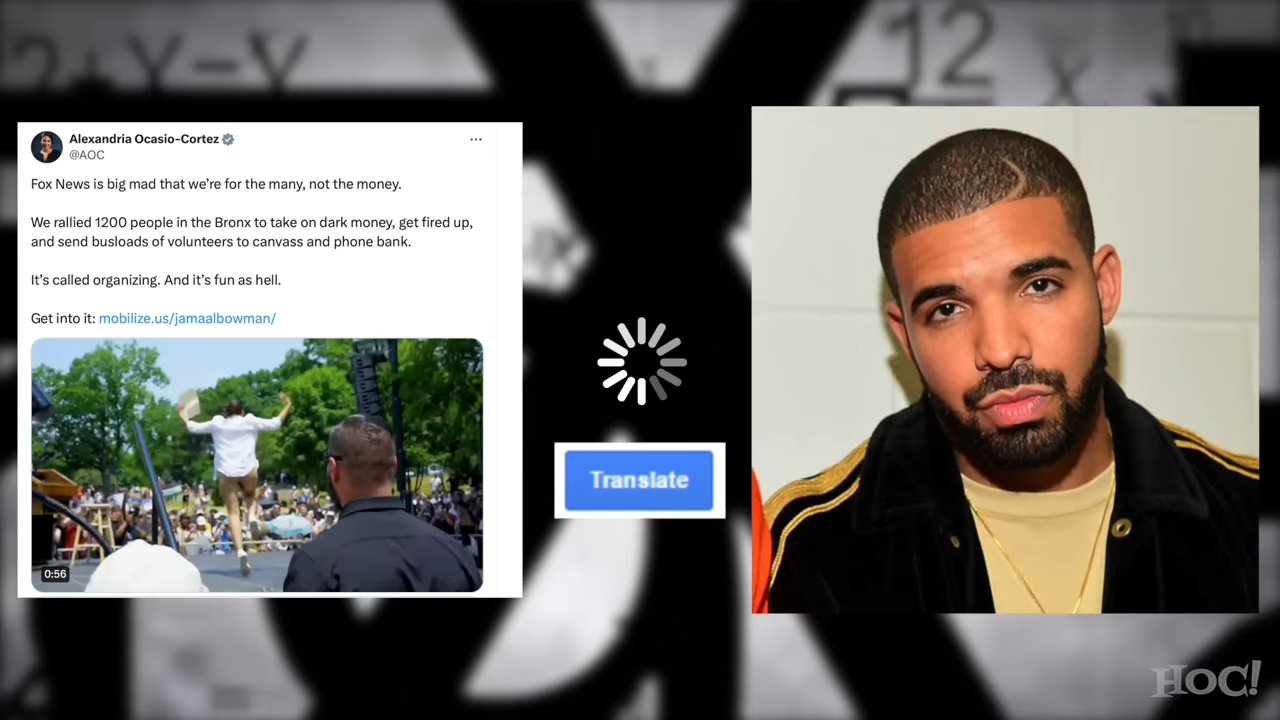 2+Y-Y
12
X
Alexandria Ocasio-Cortez
@AOC
Fox News is big mad that we're for the many, not the money.
We rallied 1200 people in the Bronx to take on dark money, get fired up,
and send busloads of volunteers to canvass and phone bank.
It's called organizing. And it's fun as hell.
Get into it: mobilize.us/jamaalbowman/
0:56
Translate
HOC!